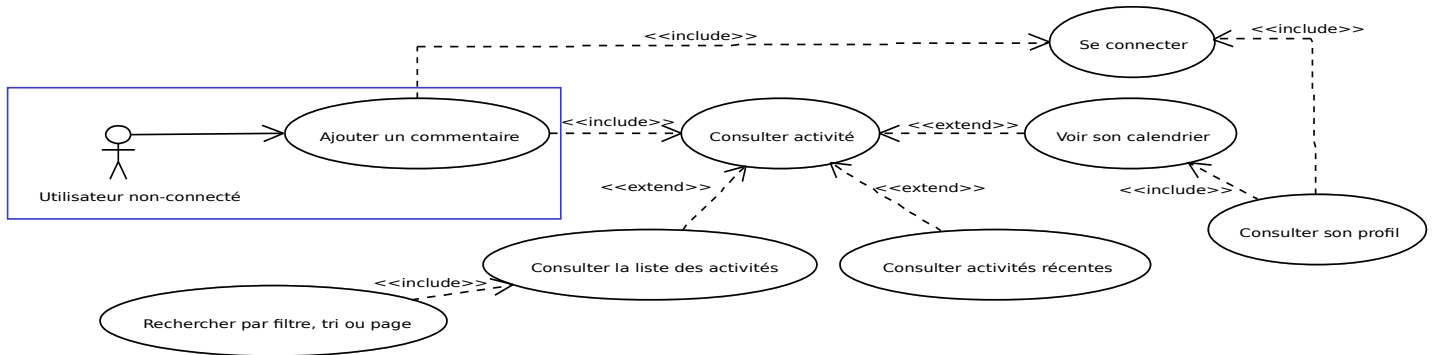 <<include>>
Se connecter
<<include>>
Ajouter un commentaire
<<include>>
Consulter activité
<<extend>>
Voir son calendrier
Utilisateur non-connecté
<<extend>>
<<extend>>
<<include>>
Consulter son profil
Consulter la liste des activités
Consulter activités récentes
<<include>>
Rechercher par filtre, tri ou page